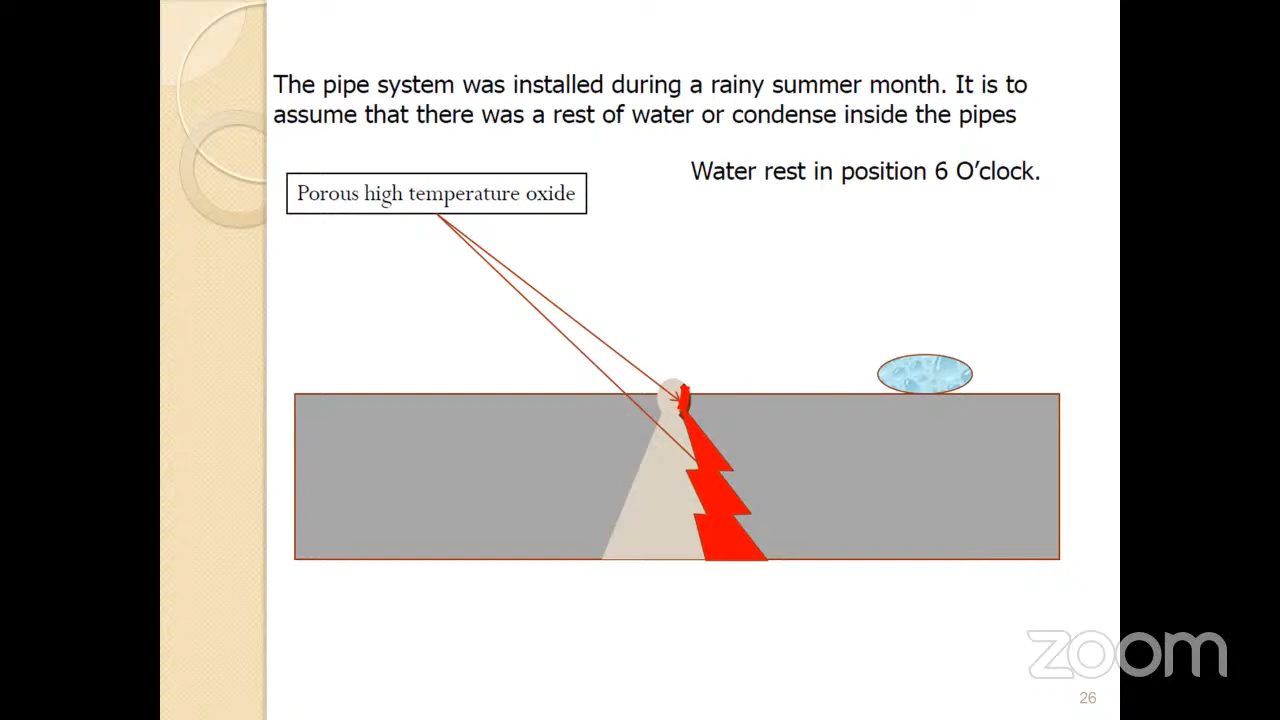 The pipe system was installed during a rainy summer month. It is to
assume that there was a rest of water or condense inside the pipes
Water rest in position 6 O’clock.
Porous high temperature oxide
zoom
26